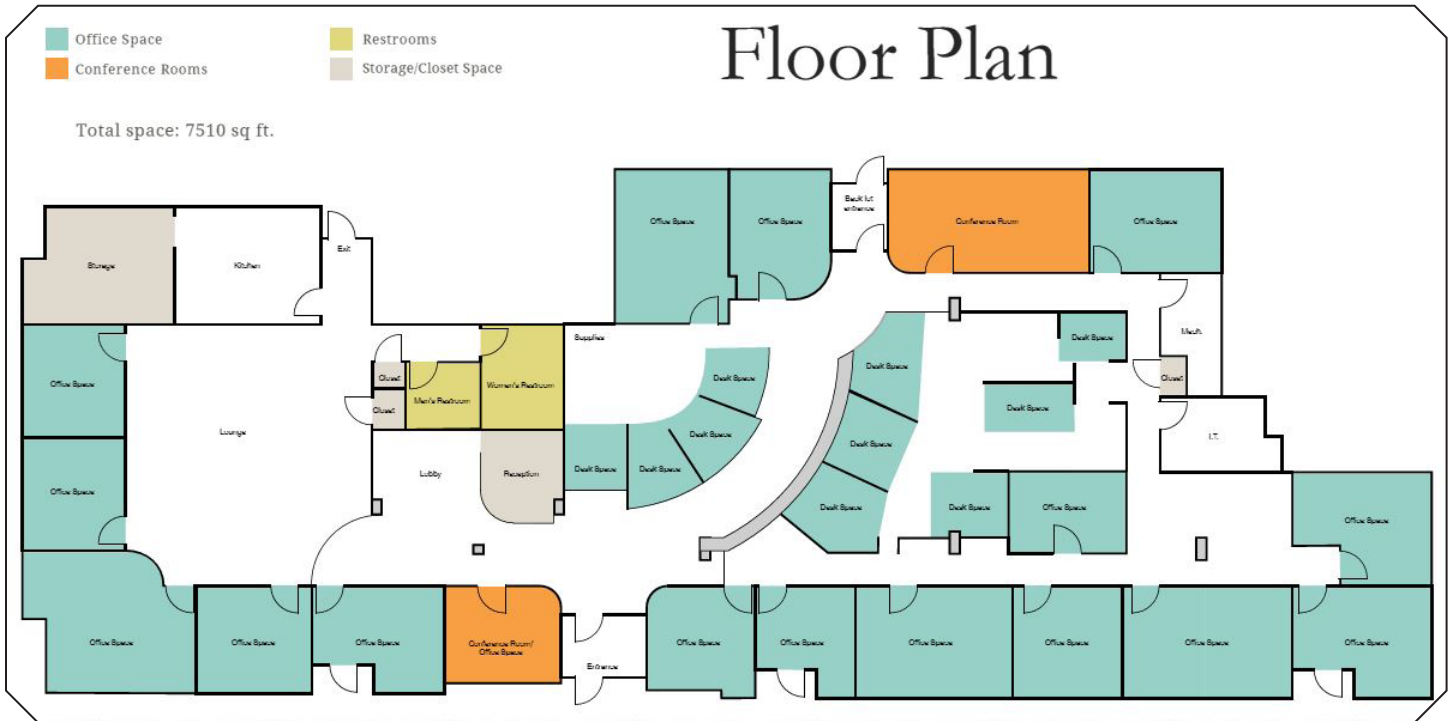 Floor Plan
Office Space
Restrooms
Conference Rooms
Storage/Closet Space
Total space: 7510 sq ft.
Back lot
entrance
Office Space
Office Space
Conference Room
Office Space
Exit
Storage
Kitchen
Supplies
Mech.
Desk Space
Closet
Closet
Women's Restroom
Men's Restroom
Desk Space
Desk Space
Closet
Office Space
Desk Space
Lounge
Desk Space
Desk Space
I.T.
Lobby
Reception
Desk Space
Desk Space
Office Space
Desk Space
Desk Space
Office Space
Office Space
Office Space
Office Space
Office Space
Conference Room/
Office Space
Entrance
Office Space
Office Space
Office Space
Office Space
Office Space
Office Space